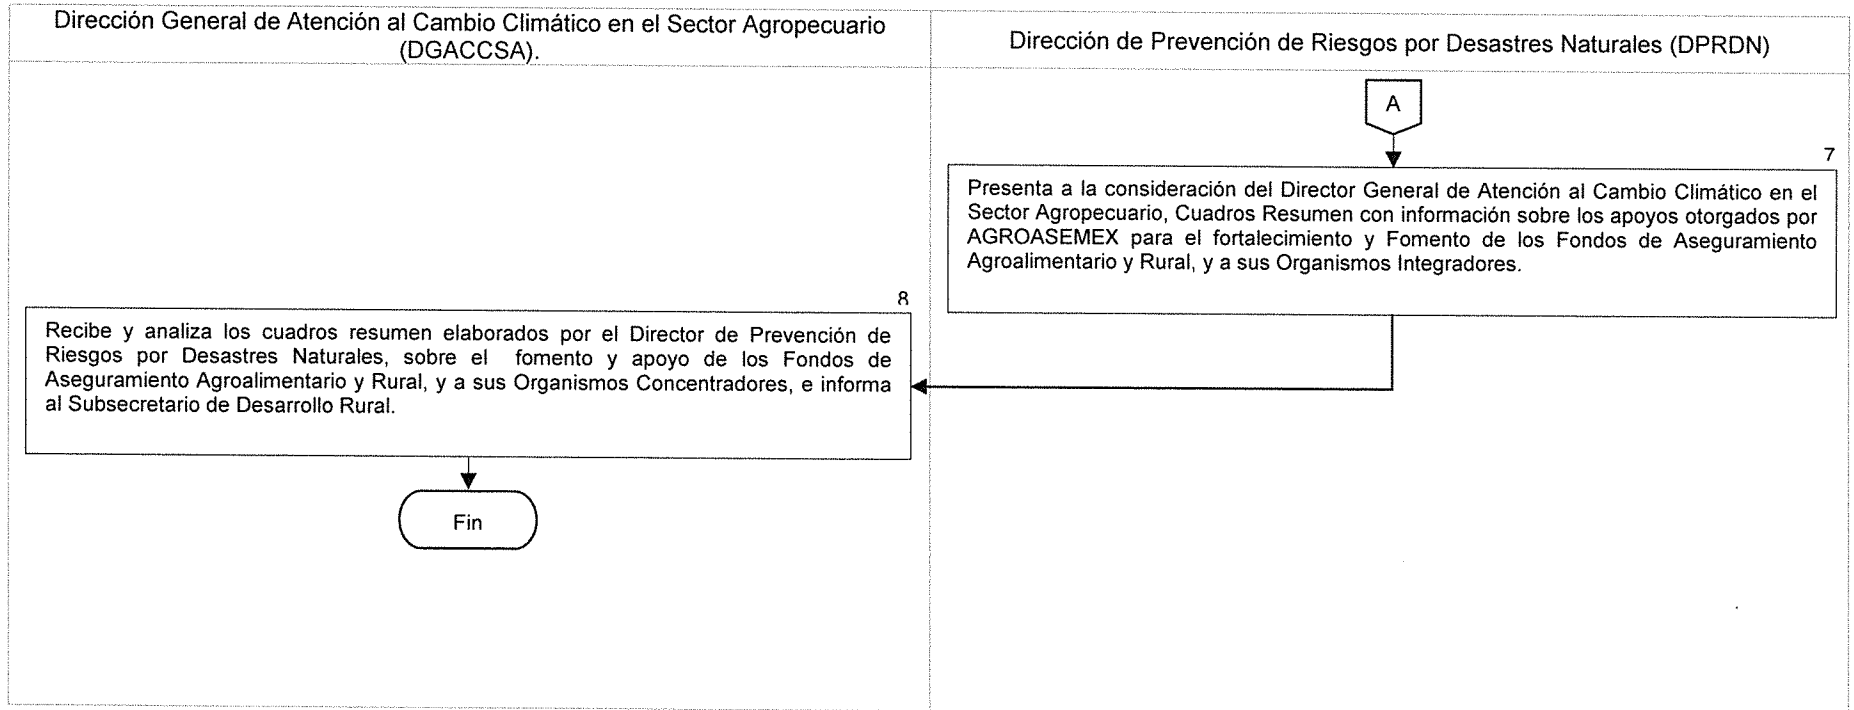 Dirección General de Atención al Cambio Climático en el Sector Agropecuario
(DGACCSA).
Dirección de Prevención de Riesgos por Desastres Naturales (DPRDN)
A
7
Presenta a la consideración del Director General de Atención al Cambio Climático en el
Sector Agropecuario, Cuadros Resumen con información sobre los apoyos otorgados por
AGROASEMEX para el fortalecimiento y Fomento de los Fondos de Aseguramiento
Agroalimentario y Rural, y a sus Organismos Integradores.
8
Recibe y analiza los cuadros resumen elaborados por el Director de Prevención de
Riesgos por Desastres Naturales, sobre el fomento y apoyo de los Fondos de
Aseguramiento Agroalimentario y Rural, y a sus Organismos Concentradores, e informa
al Subsecretario de Desarrollo Rural.
Fin